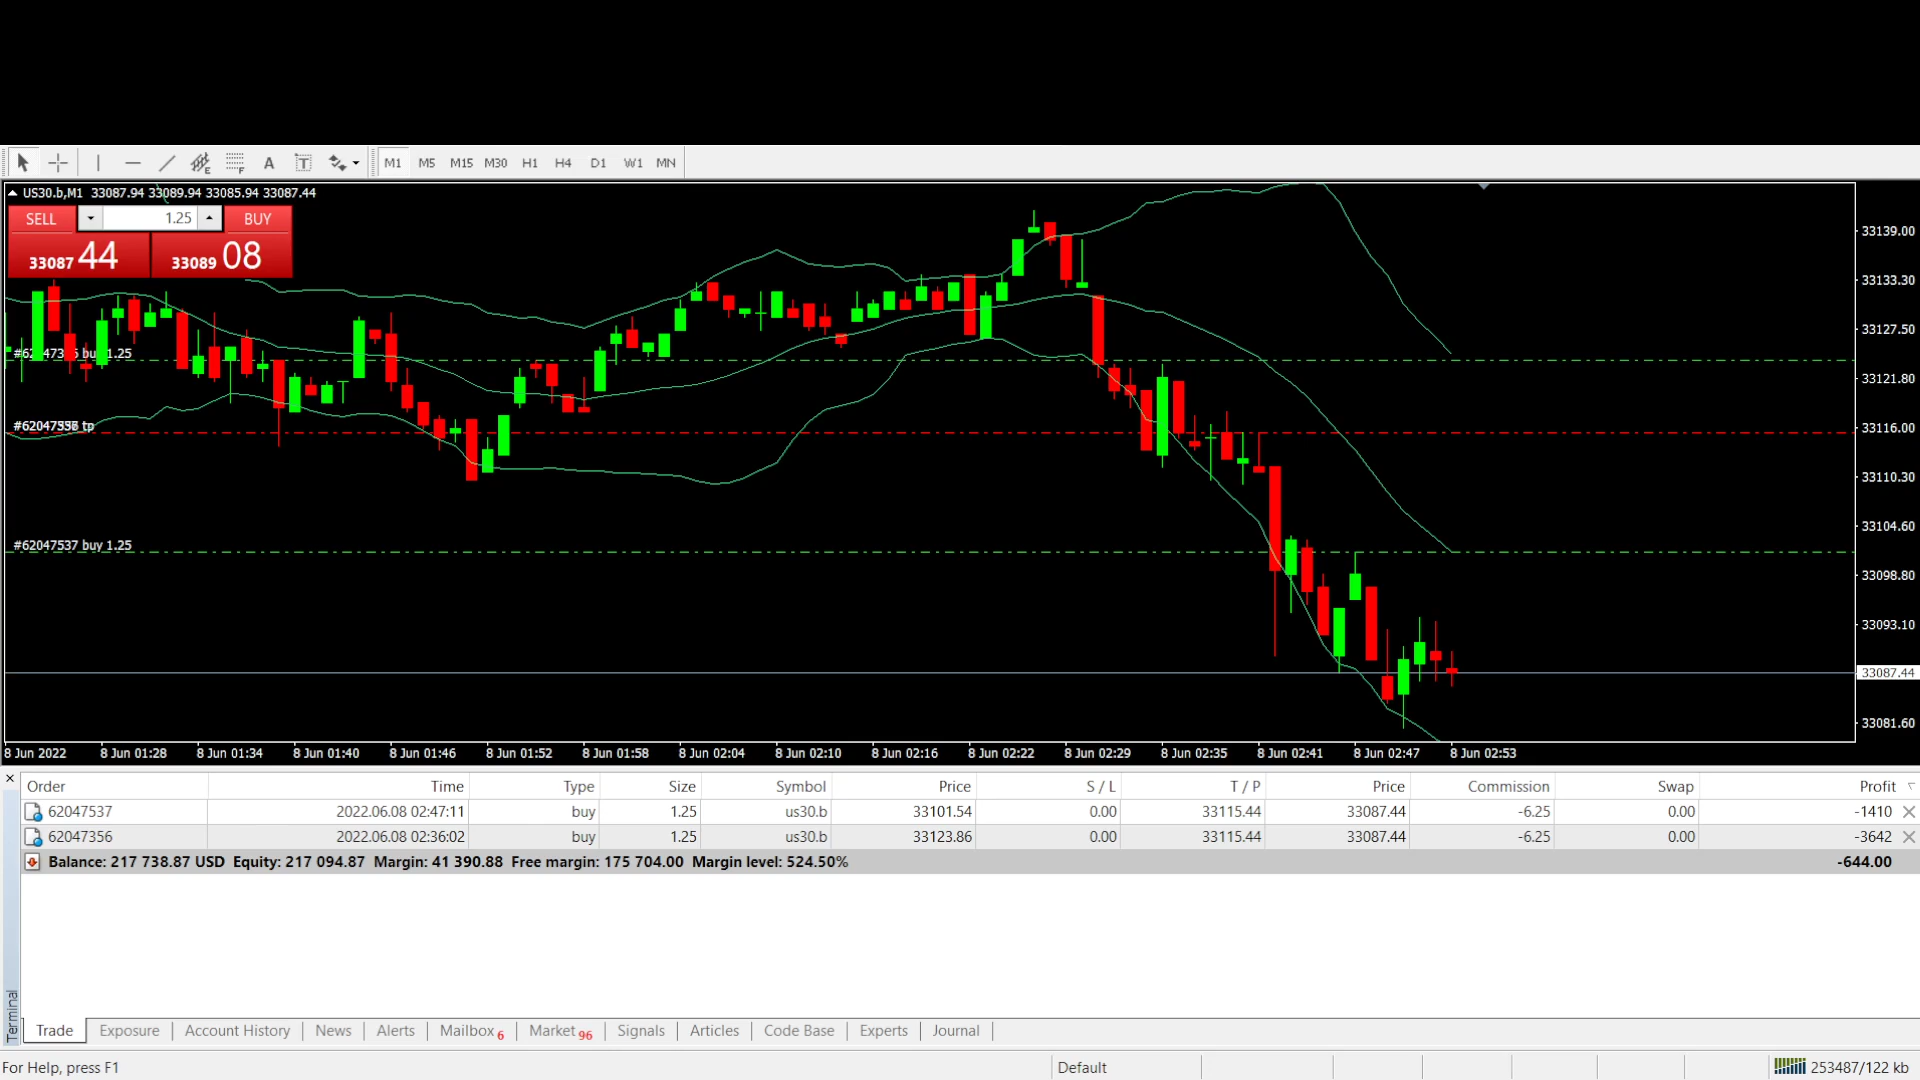 A T E F M1 M5 M15 M30 H1 H4 D1 W1 MN
US30.b,M1 33087.94 33089.94 33085.94 33087.44
SELL 1.25 BUY
33087 44 33089 08
33139.00
33133.30
33127.50
33121.80
33116.00
33110.30
33104.60
33098.80
33093.10
33087.44
33081.60
#62047356 buy 1.25
tp
#62047537 buy 1.25
8 Jun 2022 8 Jun 01:28 8 Jun 01:34 8 Jun 01:40 8 Jun 01:46 8 Jun 01:52 8 Jun 01:58 8 Jun 02:04 8 Jun 02:10 8 Jun 02:16 8 Jun 02:22 8 Jun 02:29 8 Jun 02:35 8 Jun 02:41 8 Jun 02:47 8 Jun 02:53
Order Time Type Size Symbol Price S / L T / P Price Commission Swap Profit
62047537 2022.06.08 02:47:11 buy 1.25 us30.b 33101.54 0.00 33115.44 33087.44 -6.25 0.00 -1410
62047356 2022.06.08 02:36:02 buy 1.25 us30.b 33123.86 0.00 33115.44 33087.44 -6.25 0.00 -3642
Balance: 217 738.87 USD Equity: 217 094.87 Margin: 41 390.88 Free margin: 175 704.00 Margin level: 524.50% -644.00
Terminal
Trade Exposure Account History News Alerts Mailbox 6 Market 96 Signals Articles Code Base Experts Journal
For Help, press F1 Default 253487/122 kb